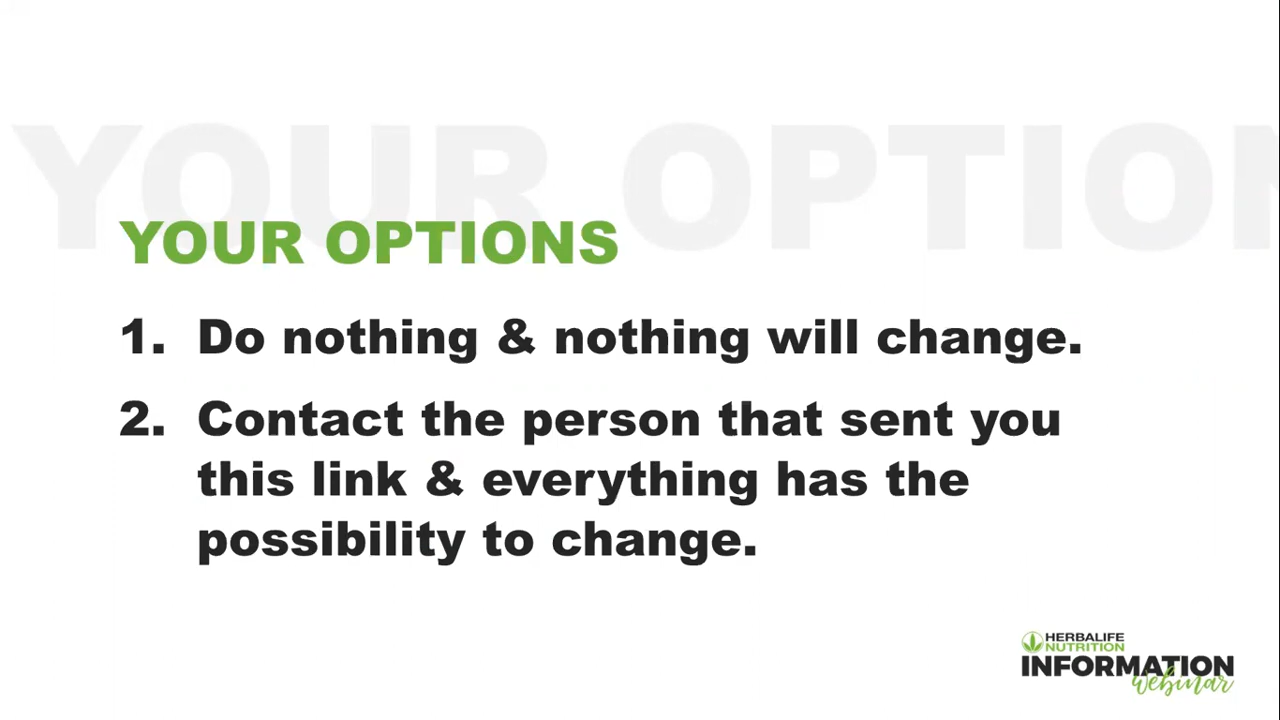 YOUR OPTION
YOUR OPTIONS
1. Do nothing & nothing will change.
2. Contact the person that sent you
this link & everything has the
possibility to change.
HERBALIFE
NUTRITION
INFORMATION
webinar